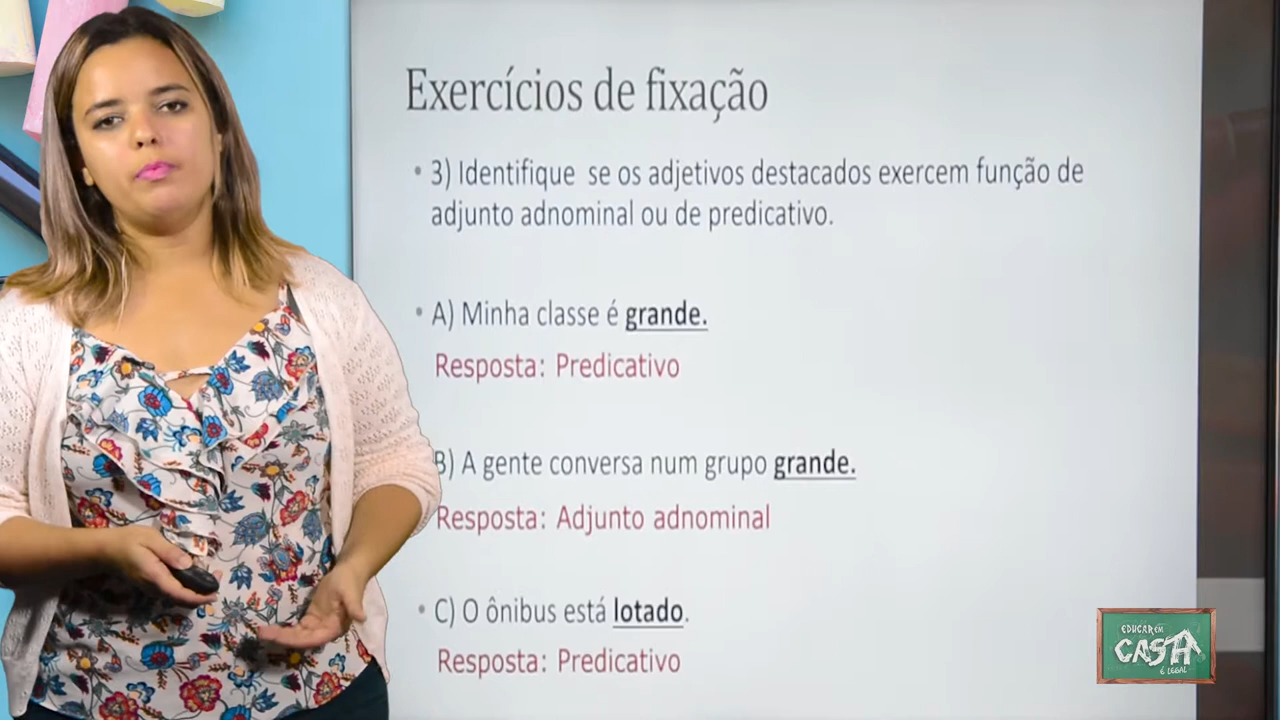 Exercícios de fixação
• 3) Identifique se os adjetivos destacados exercem função de
adjunto adnominal ou de predicativo.
• A) Minha classe é grande.
Resposta: Predicativo
B) A gente conversa num grupo grande.
Resposta: Adjunto adnominal
• C) O ônibus está lotado.
Resposta: Predicativo
EDUCAR EM
CASA
É LEGAL